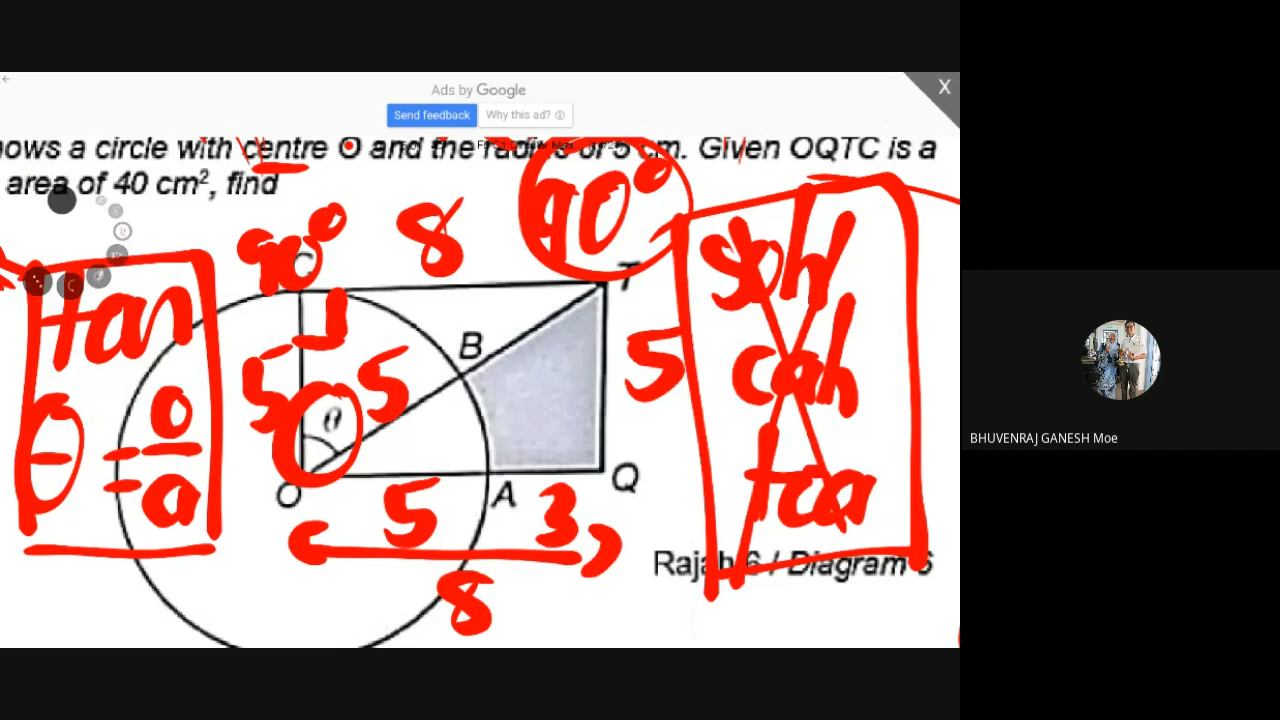 Ads by Google
X
Send feedback
Why this ad?
hows a circle with centre O and the radius of 5 cm. Given OQTC is a
area of 40 cm², find
90°
8
90°
C
T
tan
θ = o/a
5
5
θ
B
5
soh
cah
toa
O
5
A
3
Q
8
Rajah 6 / Diagram 6
BHUVENRAJ GANESH Moe